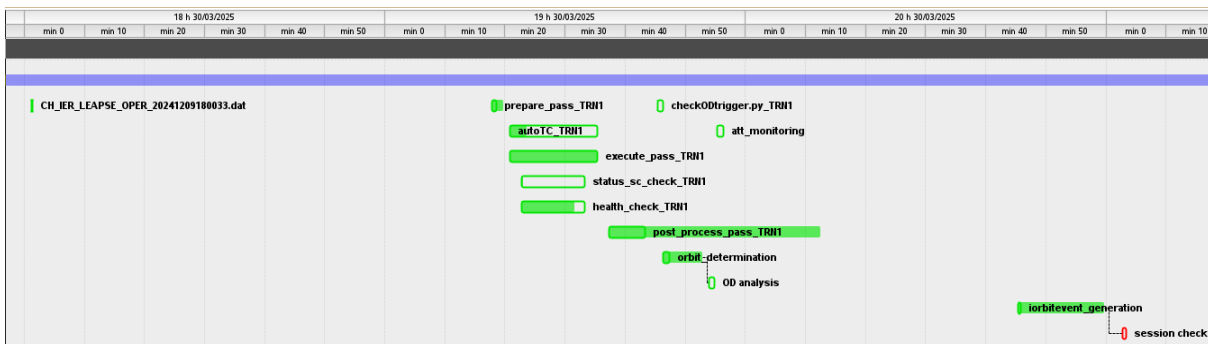 18 h 30/03/2025 19 h 30/03/2025 20 h 30/03/2025
min 0 min 10 min 20 min 30 min 40 min 50 min 0 min 10 min 20 min 30 min 40 min 50 min 0 min 10 min 20 min 30 min 40 min 50 min 0 min 10
CH_IER_LEAPSE_OPER_20241209180033.dat prepare_pass_TRN1 checkODtrigger.py_TRN1
autoTC_TRN1 att_monitoring
execute_pass_TRN1
status_sc_check_TRN1
health_check_TRN1
post_process_pass_TRN1
orbit-determination
OD analysis
iorbitevent_generation
session check